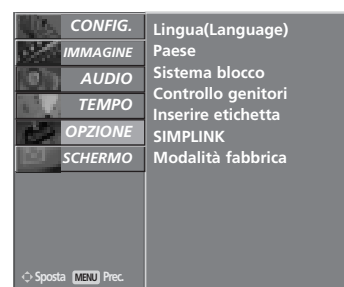 CONFIG.
IMMAGINE
AUDIO
TEMPO
OPZIONE
SCHERMO
Sposta MENU Prec.
Lingua(Language)
Paese
Sistema blocco
Controllo genitori
Inserire etichetta
SIMPLINK
Modalità fabbrica